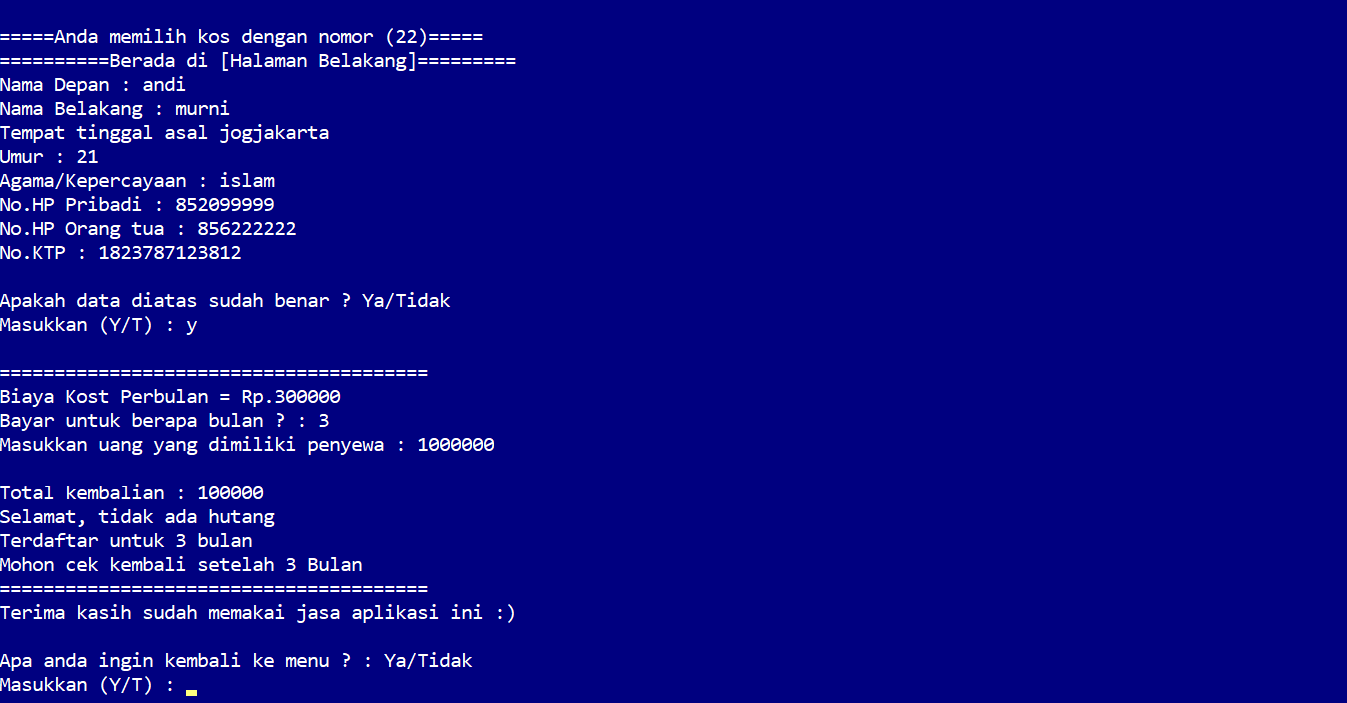 =====Anda memilih kos dengan nomor (22)=====
==========Berada di [Halaman Belakang]=========
Nama Depan : andi
Nama Belakang : murni
Tempat tinggal asal jogjakarta
Umur : 21
Agama/Kepercayaan : islam
No.HP Pribadi : 852099999
No.HP Orang tua : 856222222
No.KTP : 1823787123812
Apakah data diatas sudah benar ? Ya/Tidak
Masukkan (Y/T) : y
=======================================
Biaya Kost Perbulan = Rp.300000
Bayar untuk berapa bulan ? : 3
Masukkan uang yang dimiliki penyewa : 1000000
Total kembalian : 100000
Selamat, tidak ada hutang
Terdaftar untuk 3 bulan
Mohon cek kembali setelah 3 Bulan
=======================================
Terima kasih sudah memakai jasa aplikasi ini :)
Apa anda ingin kembali ke menu ? : Ya/Tidak
Masukkan (Y/T) :